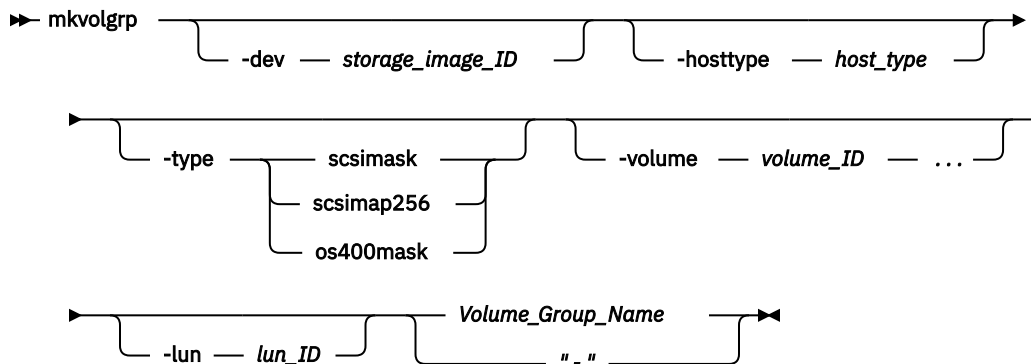 mkvolgrp
-dev storage_image_ID -hosttype host_type
-type scsimask -volume volume_ID ...
scsimap256
os400mask
Volume_Group_Name
-lun lun_ID " - "